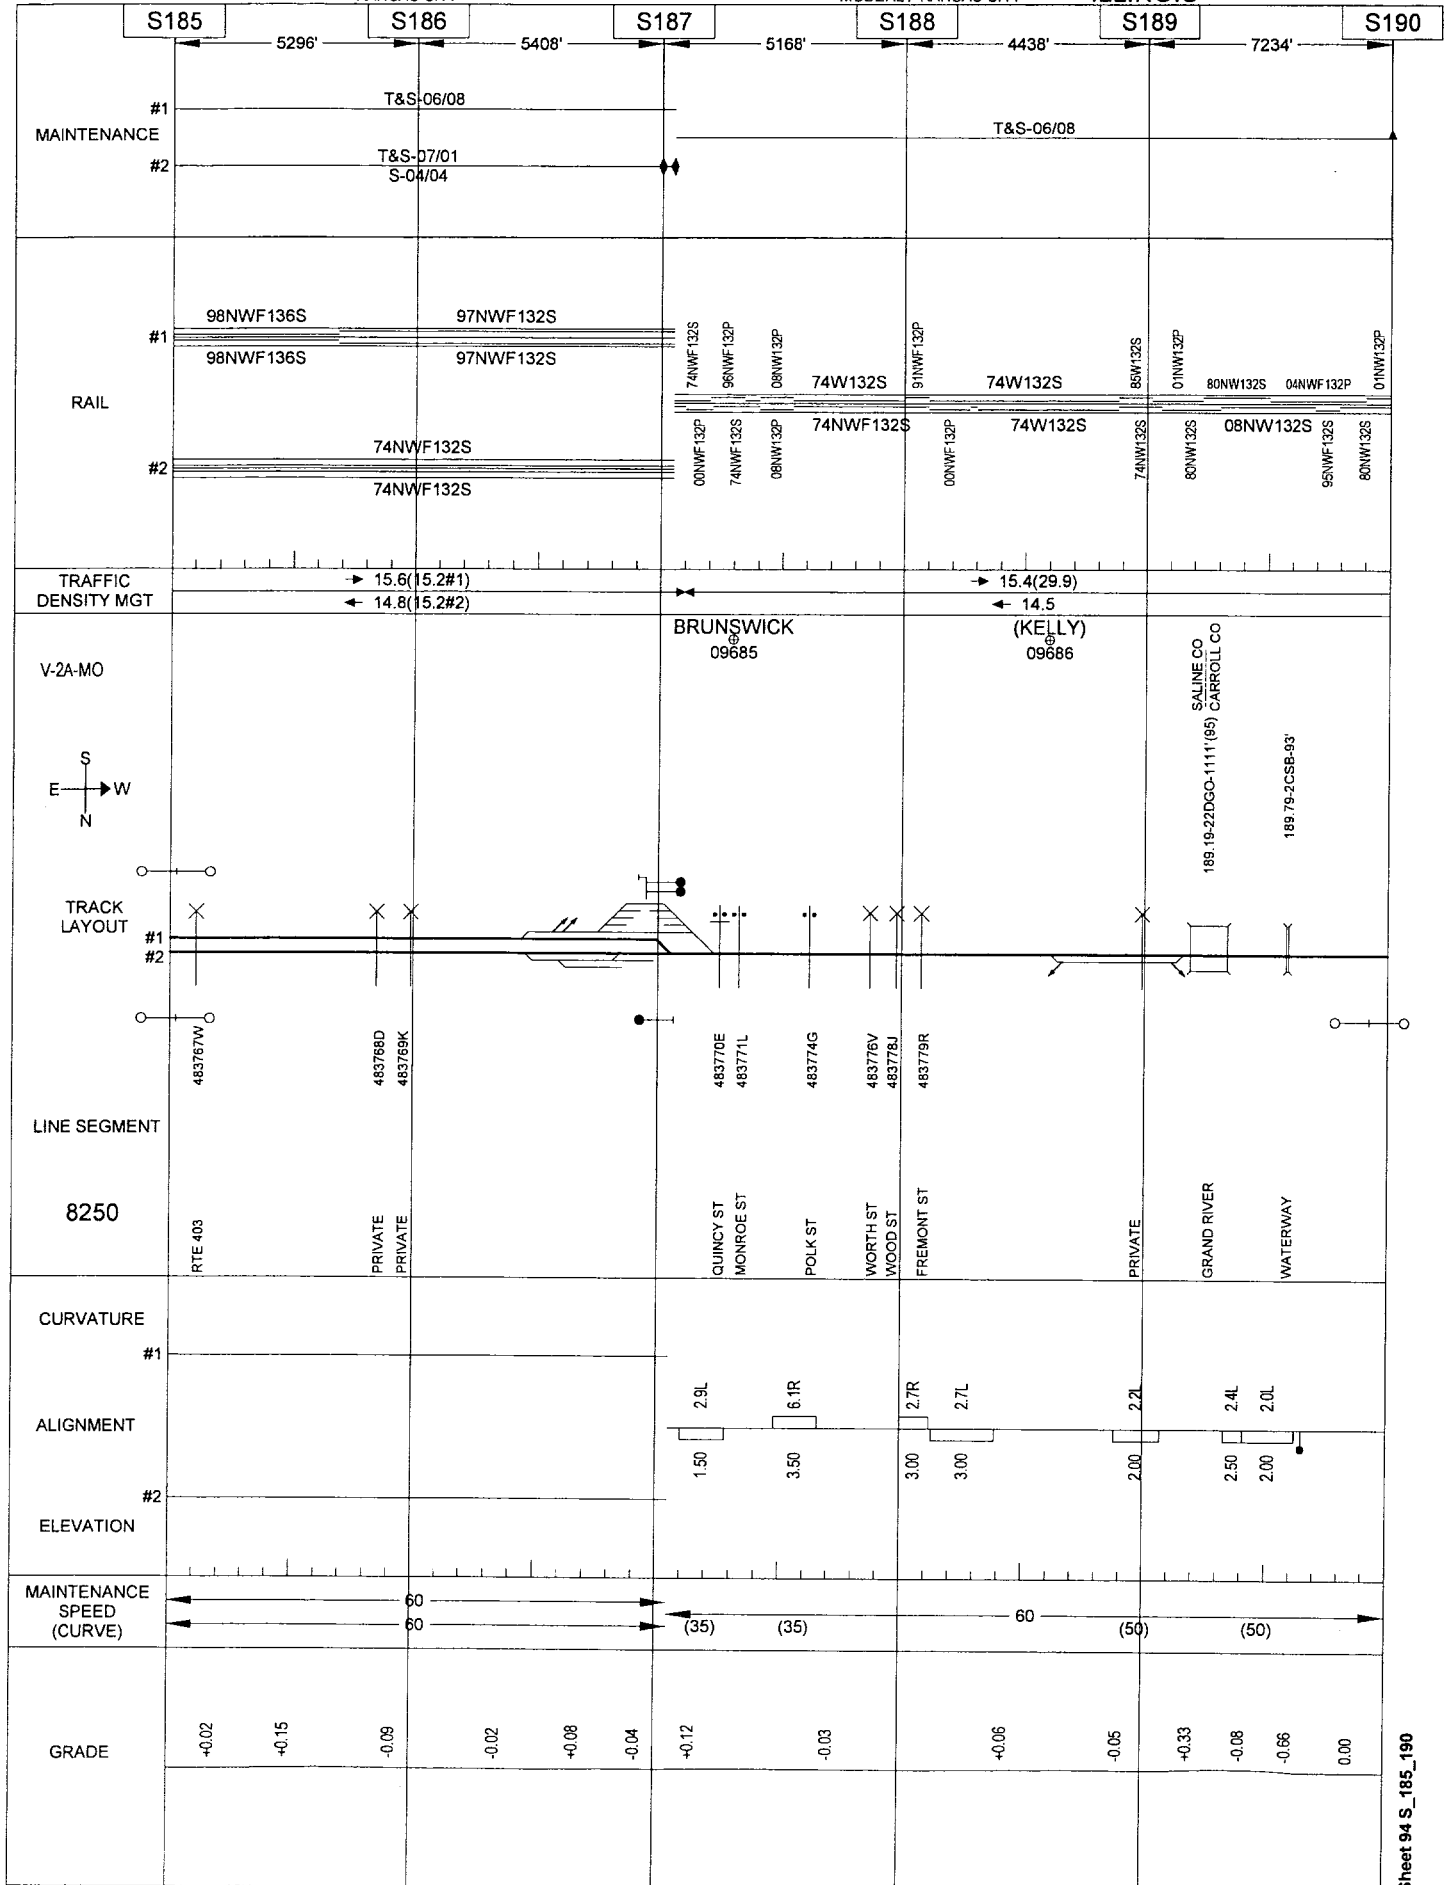 S185 S186 S187 S188 S189 S190
5296' 5408' 5168' 4438' 7234'
MAINTENANCE
#1
T&S-06/08
T&S-06/08
#2
T&S-07/01
S-04/04
RAIL
#1
98NWF136S 97NWF132S
98NWF136S 97NWF132S
#2
74NWF132S
74NWF132S
74NWF132S
96NWF132P
08NW132P
74W132S
91NWF132P
74W132S
85W132S
01NW132P
80NW132S
04NWF132P
01NW132P
00NWF132P
74NWF132S
08NW132P
74NWF132S
00NWF132P
74W132S
74NW132S
80NW132S
08NW132S
95NWF132S
80NW132S
TRAFFIC
DENSITY MGT
15.6(15.2#1) 15.4(29.9)
14.8(15.2#2) 14.5
BRUNSWICK
09685
(KELLY)
09686
V-2A-MO
S
E W
N
189.19-22DGO-1111'(95)
SALINE CO
CARROLL CO
189.79-2CSB-93'
TRACK
LAYOUT
#1
#2
483767W
483768D
483769K
483770E
483771L
483774G
483776V
483778J
483779R
LINE SEGMENT
8250
RTE 403
PRIVATE
PRIVATE
QUINCY ST
MONROE ST
POLK ST
WORTH ST
WOOD ST
FREMONT ST
PRIVATE
GRAND RIVER
WATERWAY
CURVATURE
#1
ALIGNMENT
2.9L 6.1R 2.7R 2.7L 2.2L 2.4L 2.0L
1.50 3.50 3.00 3.00 2.00 2.50 2.00
#2
ELEVATION
MAINTENANCE
SPEED
(CURVE)
60
60
60
(35) (35) (50) (50)
GRADE
+0.02 +0.15 -0.09 -0.02 +0.08 -0.04 +0.12 -0.03 +0.06 -0.05 +0.33 -0.08 -0.66 0.00
Sheet 94 S_185_190